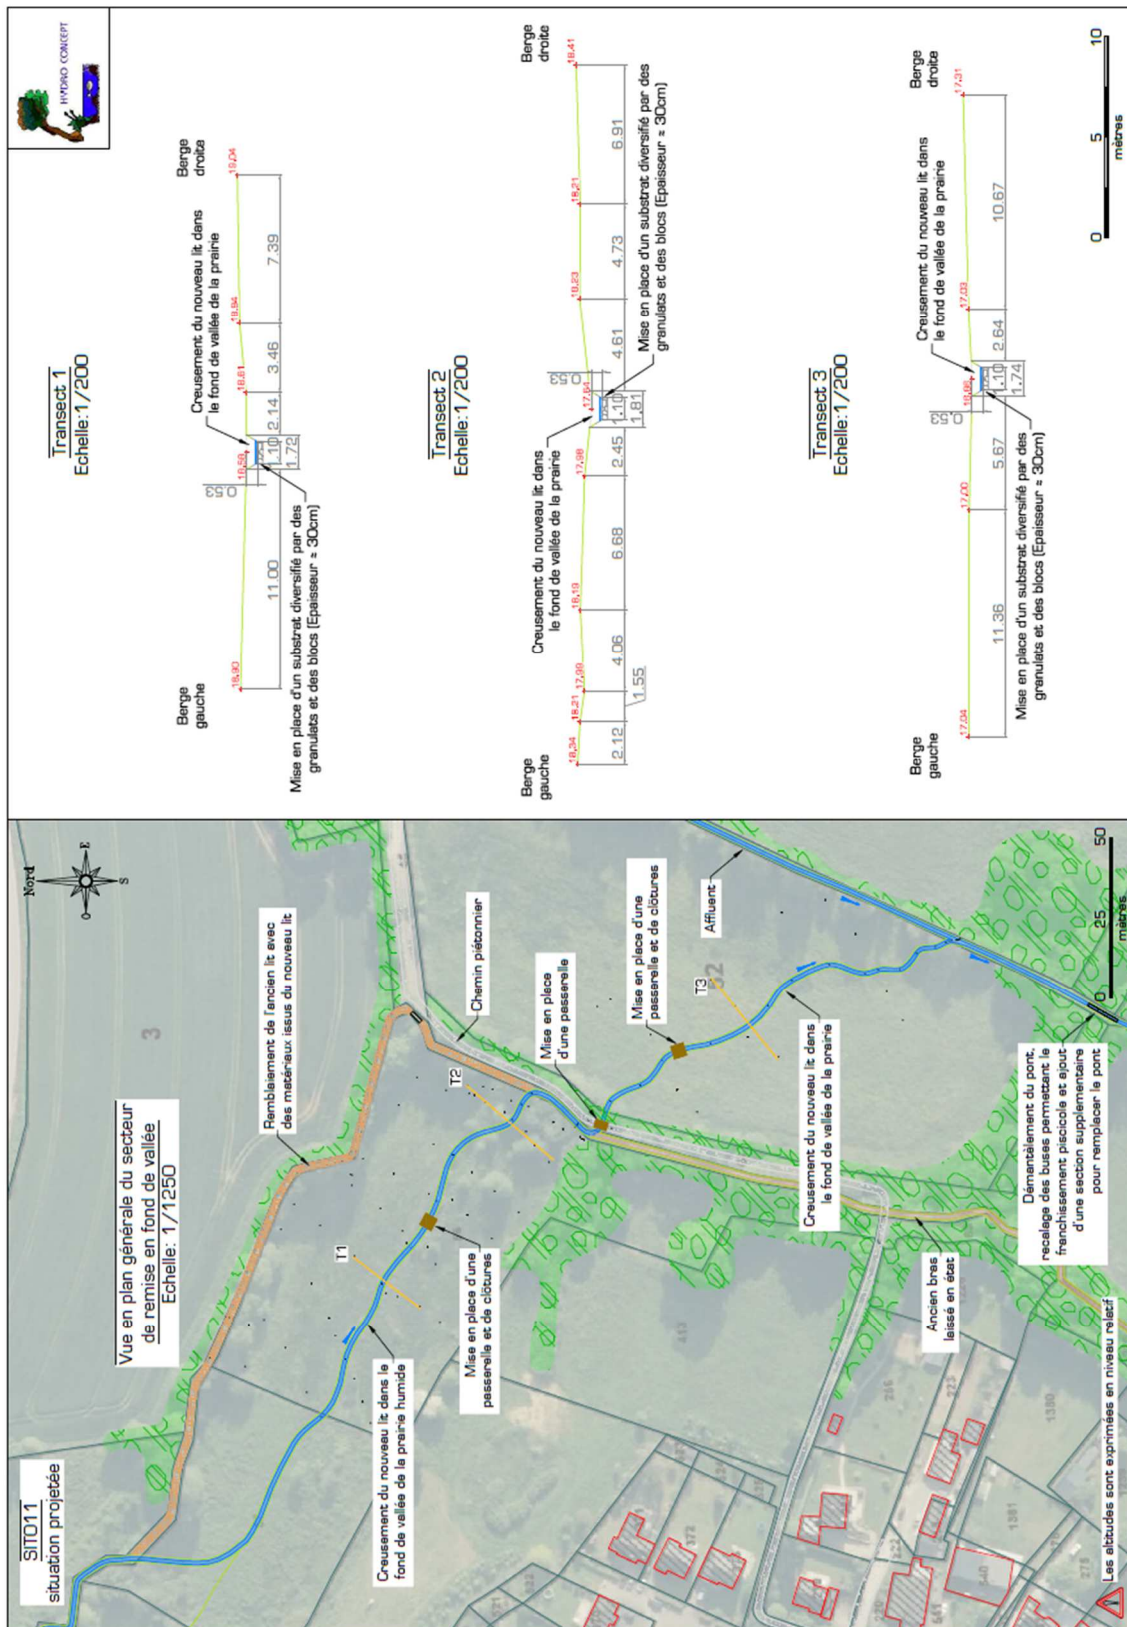 SIT011
situation projetée
Vue en plan générale du secteur
de remise en fond de vallée
Echelle: 1/1250
Nord
E
S
O
3
Remblaiement de l'ancien lit avec
des matériaux issus du nouveau lit
Chemin piétonnier
T1
T2
T3
Mise en place
d'une passerelle
Mise en place d'une
passerelle et de clôtures
Affluent
Creusement du nouveau lit dans le
fond de vallée de la prairie humide
Mise en place d'une
passerelle et de clôtures
Creusement du nouveau lit dans
le fond de vallée de la prairie
Ancien bras
laissé en état
Démantèlement du pont,
recalage des buses permettant le
franchissement piscicole et ajout
d'une section supplémentaire
pour remplacer le pont
372
256
223
1380
1381
540
541
275
0
25
50
mètres
Les altitudes sont exprimées en niveau relatif
HYDRO CONCEPT
Transect 1
Echelle:1/200
Berge
gauche
Berge
droite
Creusement du nouveau lit dans
le fond de vallée de la prairie
18.90
18.61
18.84
19.04
0.53
11.00
1.10
1.72
2.14
3.46
7.39
Mise en place d'un substrat diversifié par des
granulats et des blocs (Epaisseur ≈ 30cm)
Transect 2
Echelle:1/200
Berge
gauche
Berge
droite
Creusement du nouveau lit dans
le fond de vallée de la prairie
18.34
18.21
17.99
18.19
17.98
17.64
18.23
18.21
18.41
0.53
2.12
1.55
4.06
6.68
2.45
1.10
1.81
4.61
4.73
6.91
Mise en place d'un substrat diversifié par des
granulats et des blocs (Epaisseur ≈ 30cm)
Transect 3
Echelle:1/200
Berge
gauche
Berge
droite
Creusement du nouveau lit dans
le fond de vallée de la prairie
17.04
17.00
17.03
17.31
0.53
11.36
5.67
1.10
1.74
2.64
10.67
Mise en place d'un substrat diversifié par des
granulats et des blocs (Epaisseur ≈ 30cm)
0
5
10
mètres